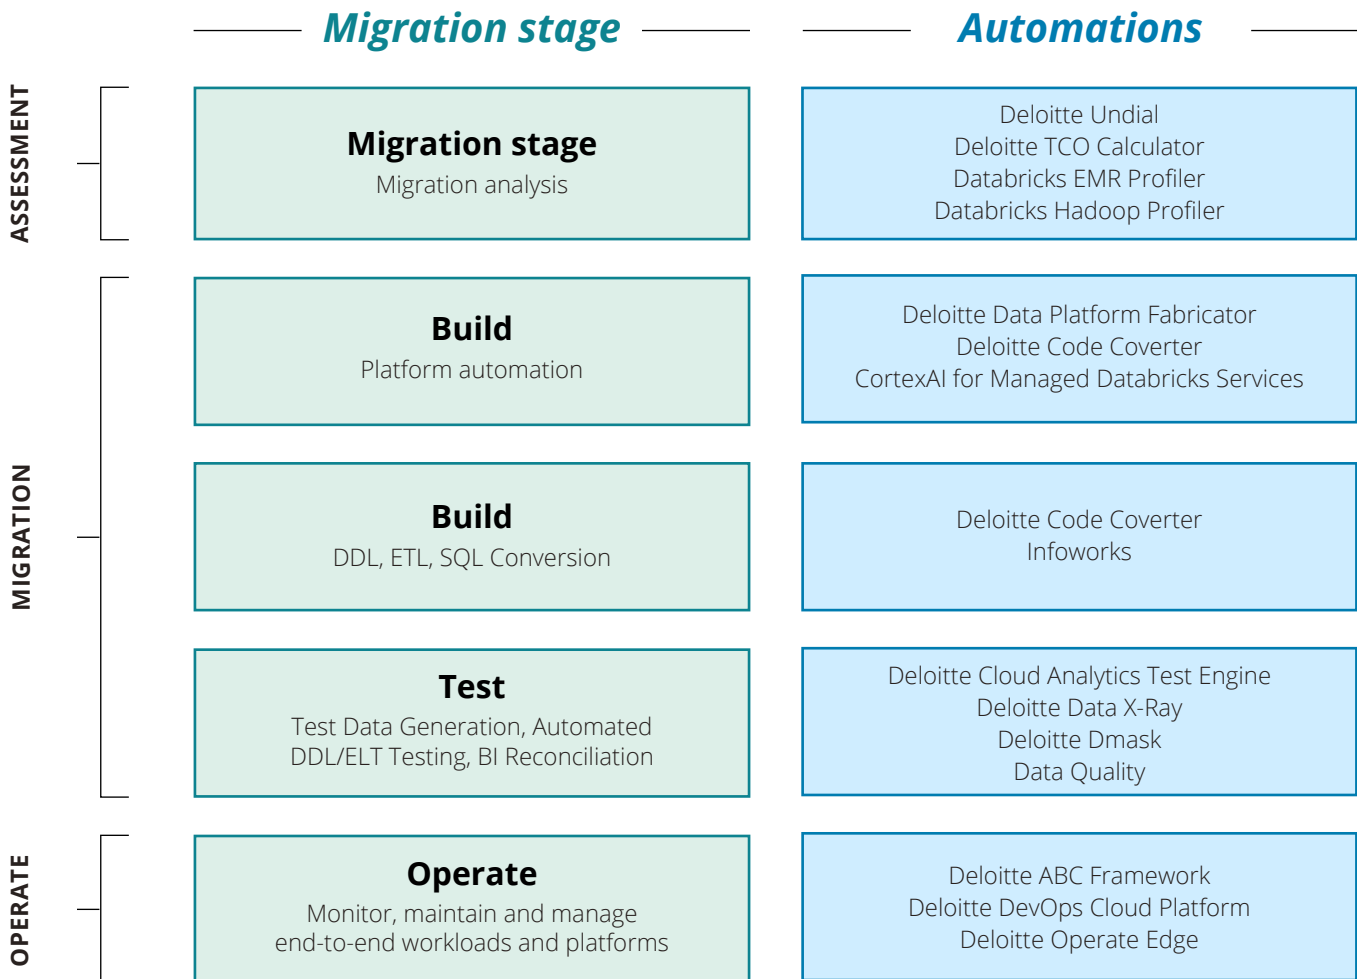 Migration stage
Automations
ASSESSMENT
Migration stage
Migration analysis
Deloitte Undial
Deloitte TCO Calculator
Databricks EMR Profiler
Databricks Hadoop Profiler
MIGRATION
Build
Platform automation
Deloitte Data Platform Fabricator
Deloitte Code Coverter
CortexAI for Managed Databricks Services
Build
DDL, ETL, SQL Conversion
Deloitte Code Coverter
Infoworks
Test
Test Data Generation, Automated
DDL/ELT Testing, BI Reconciliation
Deloitte Cloud Analytics Test Engine
Deloitte Data X-Ray
Deloitte Dmask
Data Quality
OPERATE
Operate
Monitor, maintain and manage
end-to-end workloads and platforms
Deloitte ABC Framework
Deloitte DevOps Cloud Platform
Deloitte Operate Edge